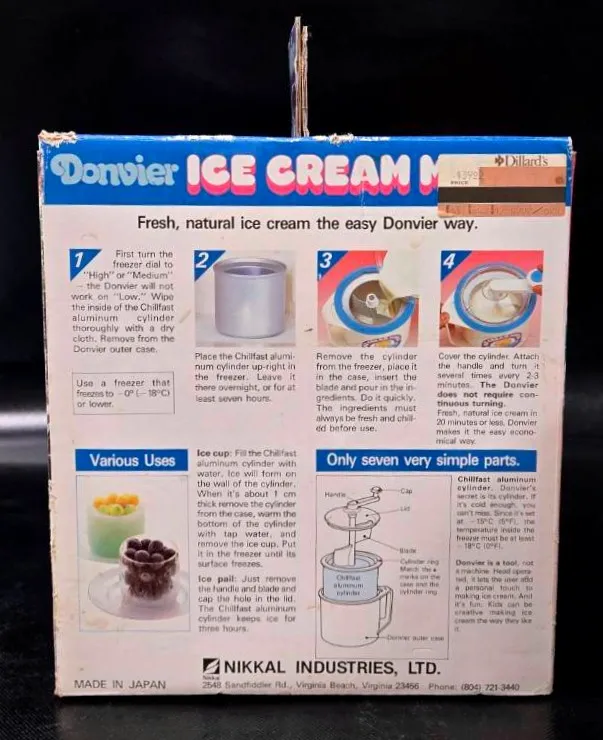 Donvier ICE CREAM M
Dillard's
PRICE
Fresh, natural ice cream the easy Donvier way.
1
First turn the
freezer dial to
"High" or "Medium"
— the Donvier will not
work on "Low." Wipe
the inside of the Chillfast
aluminum cylinder
thoroughly with a dry
cloth. Remove from the
Donvier outer case.
Use a freezer that
freezes to −0° (−18°C)
or lower.
2
Place the Chillfast alumi-
num cylinder up-right in
the freezer. Leave it
there overnight, or for at
least seven hours.
3
Remove the cylinder
from the freezer, place it
in the case, insert the
blade and pour in the in-
gredients. Do it quickly.
The ingredients must
always be fresh and chill-
ed before use.
4
Cover the cylinder. Attach
the handle and turn it
several times every 2-3
minutes. The Donvier
does not require con-
tinuous turning.
Fresh, natural ice cream in
20 minutes or less. Donvier
makes it the easy econo-
mical way.
Various Uses
Ice cup: Fill the Chillfast
aluminum cylinder with
water. Ice will form on
the wall of the cylinder.
When it's about 1 cm
thick remove the cylinder
from the case, warm the
bottom of the cylinder
with tap water, and
remove the ice cup. Put
it in the freezer until its
surface freezes.
Ice pail: Just remove
the handle and blade and
cap the hole in the lid.
The Chillfast aluminum
cylinder keeps ice for
three hours.
Only seven very simple parts.
Handle
Cap
Lid
Blade
Cylinder ring
Match the
marks on the
case and the
cylinder ring
Chillfast
aluminum
cylinder
Donvier outer case
Chillfast aluminum
cylinder. Donvier's
secret is its cylinder. If
it's cold enough, you
can't miss. Since it's set
at −15°C (5°F), the
temperature inside the
freezer must be at least
−18°C (0°F).
Donvier is a tool, not
a machine. Hand opera-
ted, it lets the user add
a personal touch to
making ice cream. And
it's fun. Kids can be
creative making ice
cream the way they like
it.
NIKKAL INDUSTRIES, LTD.
Nikkal
MADE IN JAPAN
2548 Sandfiddler Rd., Virginia Beach, Virginia 23456 Phone: (804) 721-3440